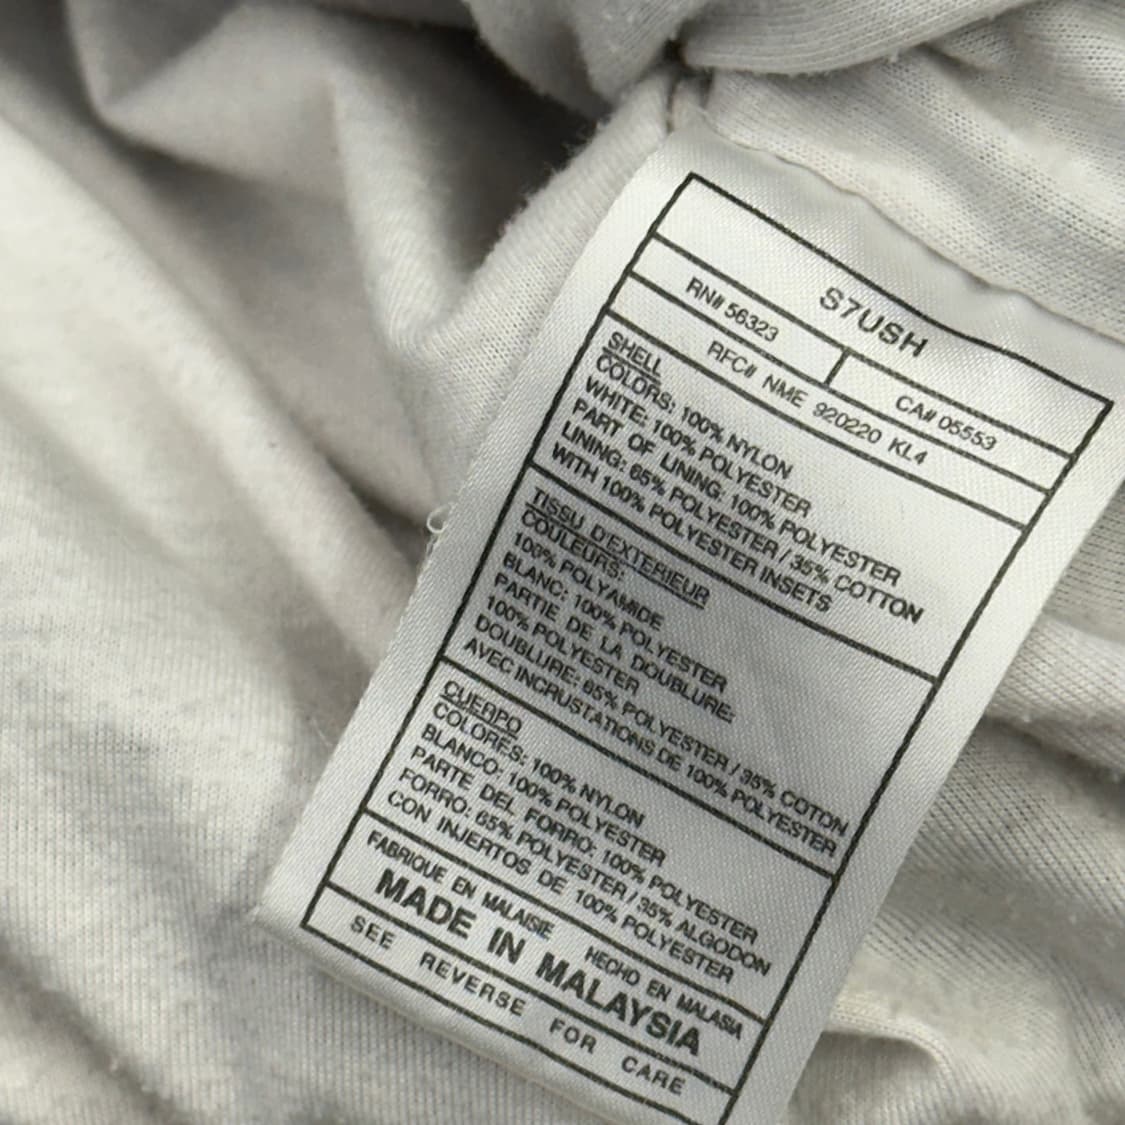 S7USH
RN# 56323
CA# 05553
RFC# NME 920220 KL4
SHELL
COLORS: 100% NYLON
WHITE: 100% POLYESTER
PART OF LINING: 100% POLYESTER
LINING: 65% POLYESTER / 35% COTTON
WITH 100% POLYESTER INSETS
TISSU D'EXTERIEUR
COULEURS:
100% POLYAMIDE
BLANC: 100% POLYESTER
PARTIE DE LA DOUBLURE:
100% POLYESTER
DOUBLURE: 65% POLYESTER / 35% COTON
AVEC INCRUSTATIONS DE 100% POLYESTER
CUERPO
COLORES: 100% NYLON
BLANCO: 100% POLYESTER
PARTE DEL FORRO: 100% POLYESTER
FORRO: 65% POLYESTER / 35% ALGODON
CON INJERTOS DE 100% POLYESTER
FABRIQUE EN MALAISIE HECHO EN MALASIA
MADE IN MALAYSIA
SEE REVERSE FOR CARE